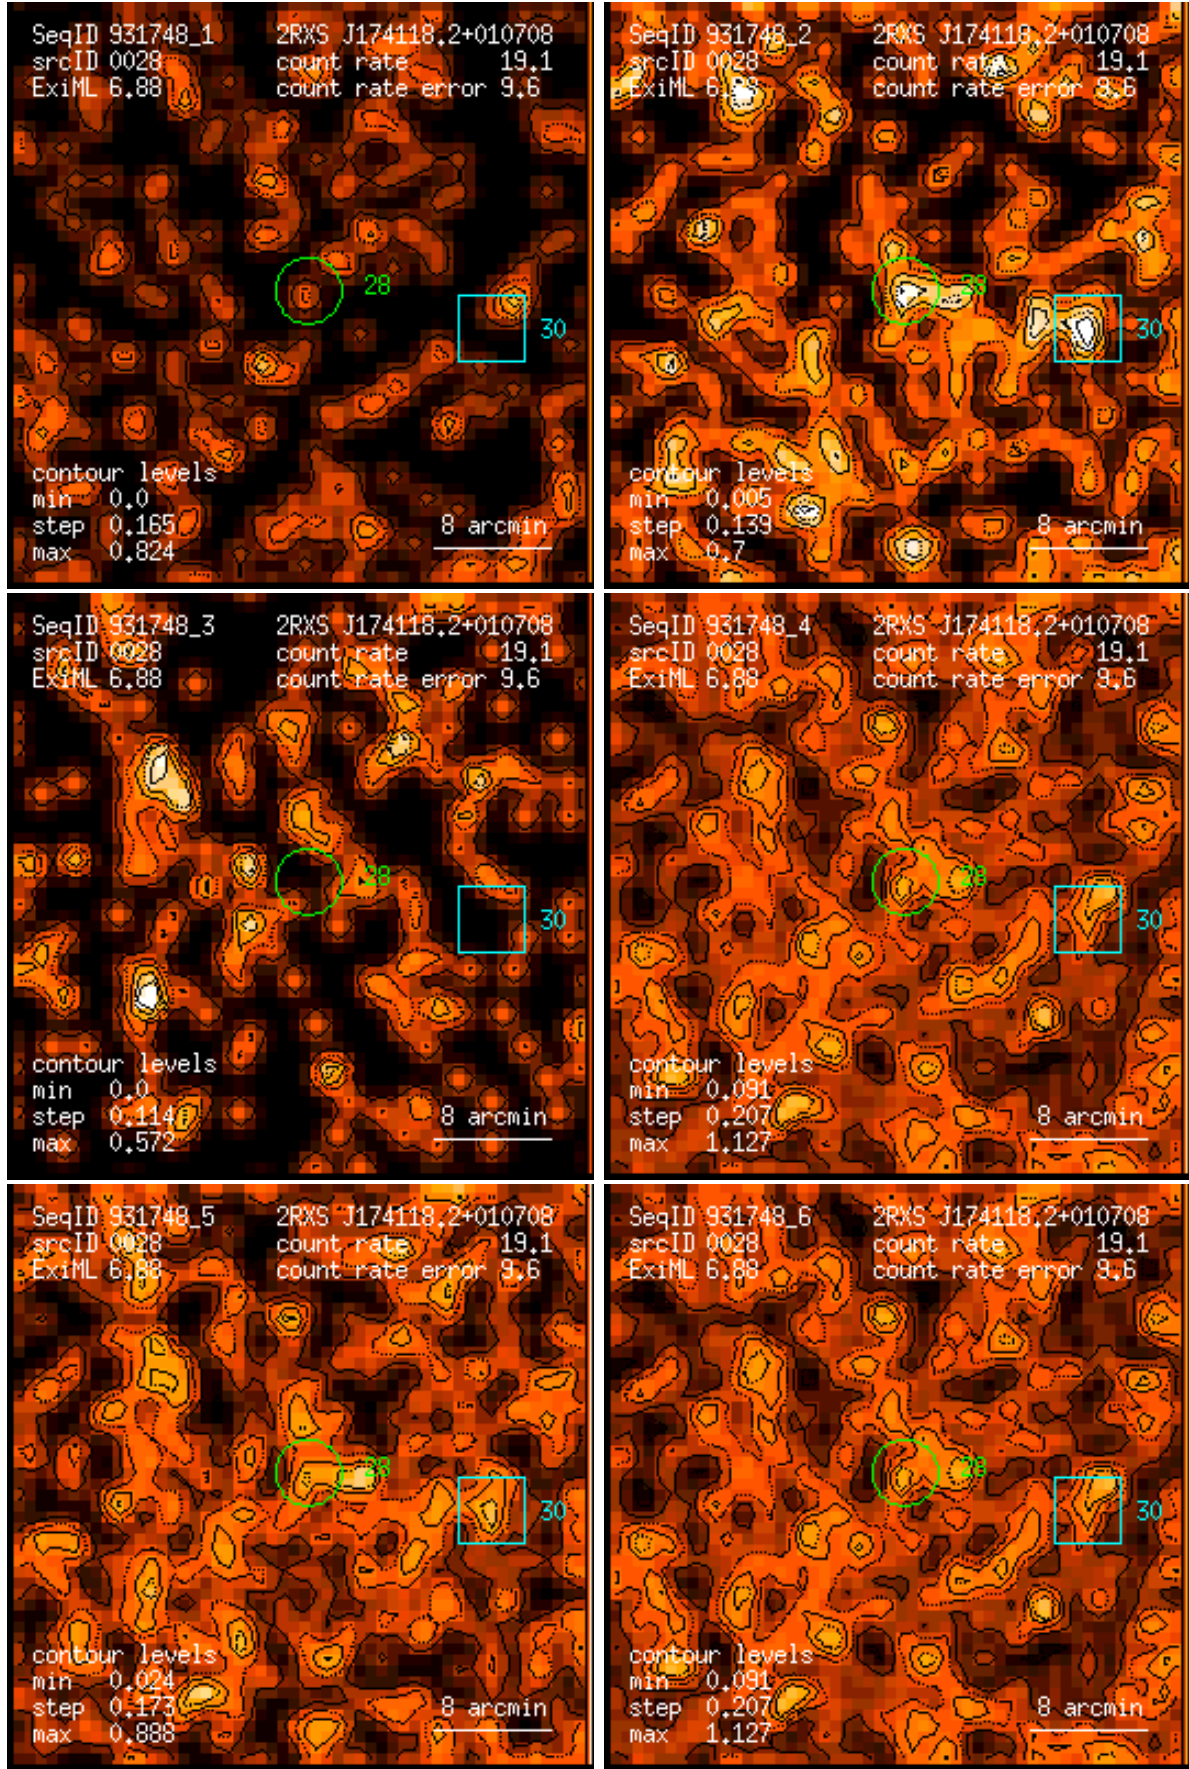 SeqID 931748_1 2RXS J174118.2+010708
srcID 0028 count rate 19.1
ExiML 6.88 count rate error 9.6
28
30
contour levels
min 0.0
step 0.165 8 arcmin
max 0.824
SeqID 931748_2 2RXS J174118.2+010708
srcID 0028 count rate 19.1
ExiML 6.88 count rate error 9.6
28
30
contour levels
min 0.005
step 0.139 8 arcmin
max 0.7
SeqID 931748_3 2RXS J174118.2+010708
srcID 0028 count rate 19.1
ExiML 6.88 count rate error 9.6
28
30
contour levels
min 0.0
step 0.114 8 arcmin
max 0.572
SeqID 931748_4 2RXS J174118.2+010708
srcID 0028 count rate 19.1
ExiML 6.88 count rate error 9.6
28
30
contour levels
min 0.091
step 0.207 8 arcmin
max 1.127
SeqID 931748_5 2RXS J174118.2+010708
srcID 0028 count rate 19.1
ExiML 6.88 count rate error 9.6
28
30
contour levels
min 0.024
step 0.173 8 arcmin
max 0.888
SeqID 931748_6 2RXS J174118.2+010708
srcID 0028 count rate 19.1
ExiML 6.88 count rate error 9.6
28
30
contour levels
min 0.091
step 0.207 8 arcmin
max 1.127